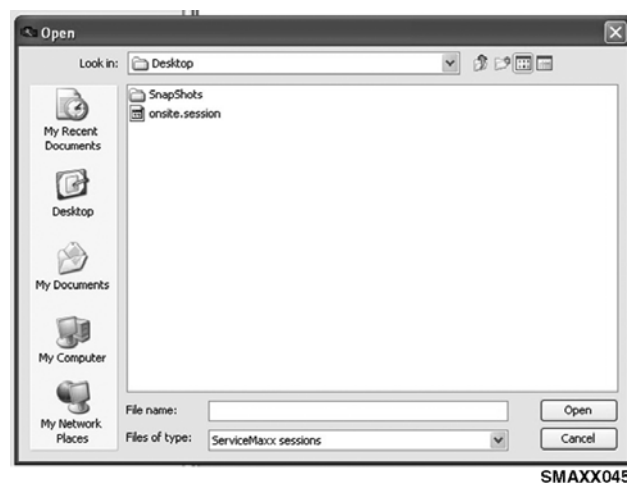 Open
Look in:
Desktop
SnapShots
onsite.session
My Recent
Documents
Desktop
My Documents
My Computer
My Network
Places
File name:
Open
Files of type:
ServiceMaxx sessions
Cancel
SMAXX045